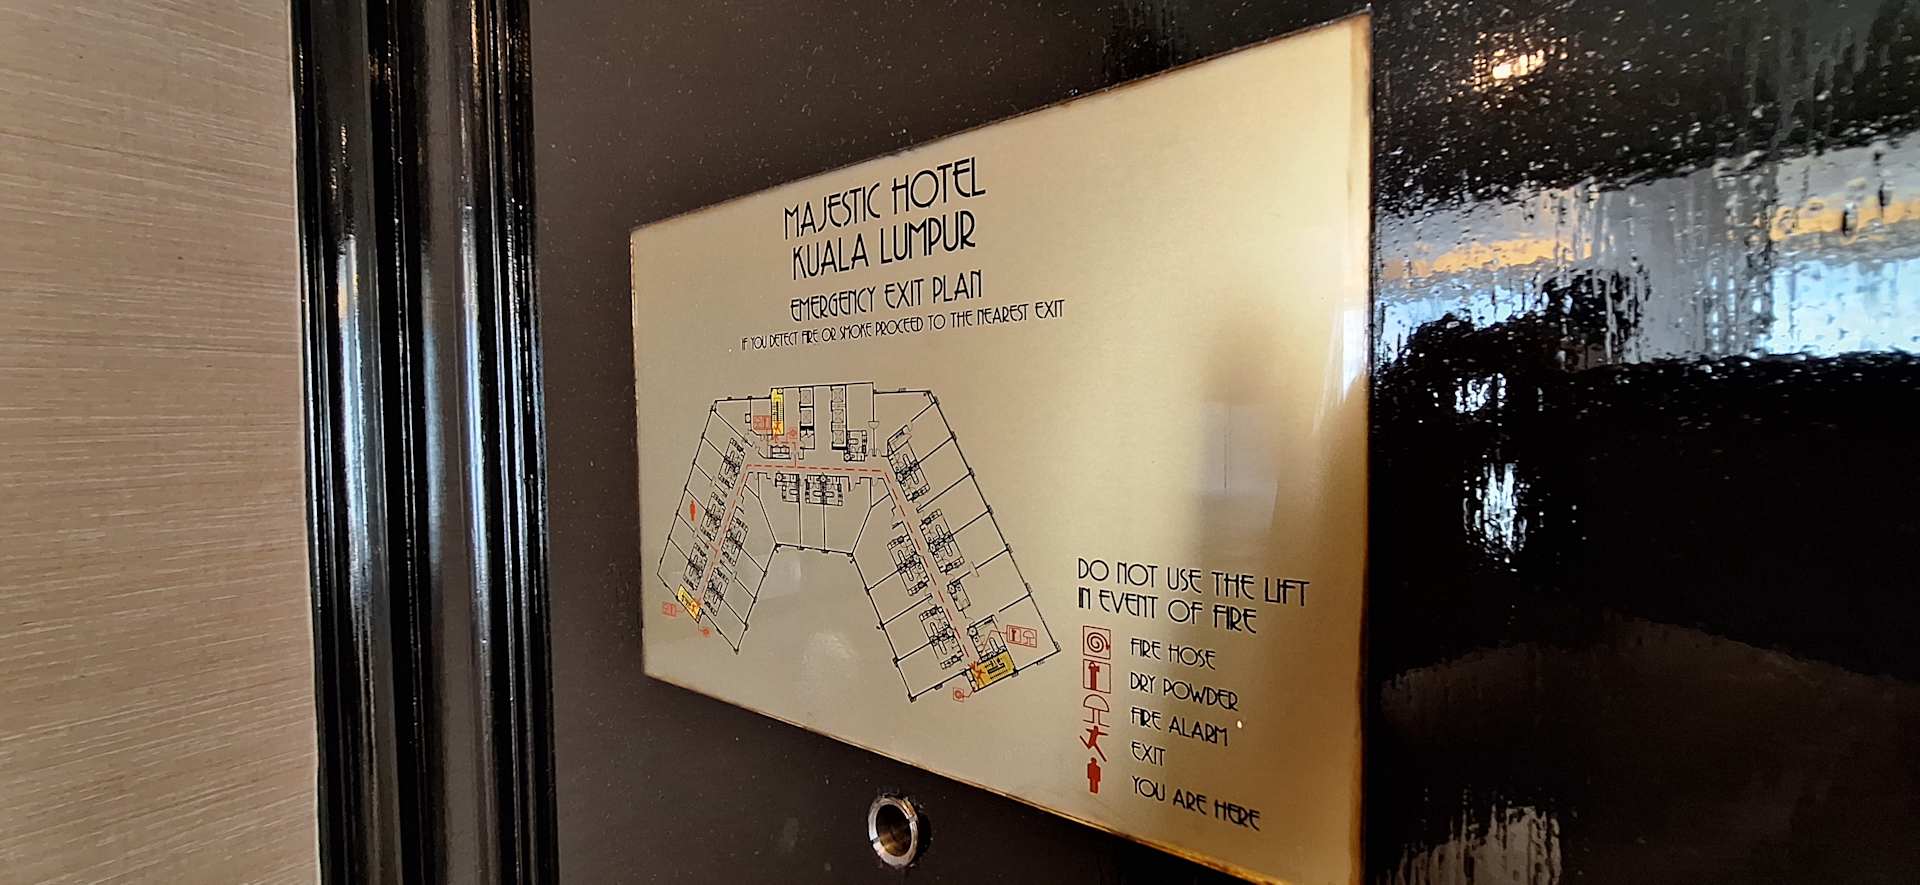 MAJESTIC HOTEL
KUALA LUMPUR
EMERGENCY EXIT PLAN
IF YOU DETECT FIRE OR SMOKE PROCEED TO THE NEAREST EXIT
DO NOT USE THE LIFT
IN EVENT OF FIRE
FIRE HOSE
DRY POWDER
FIRE ALARM
EXIT
YOU ARE HERE